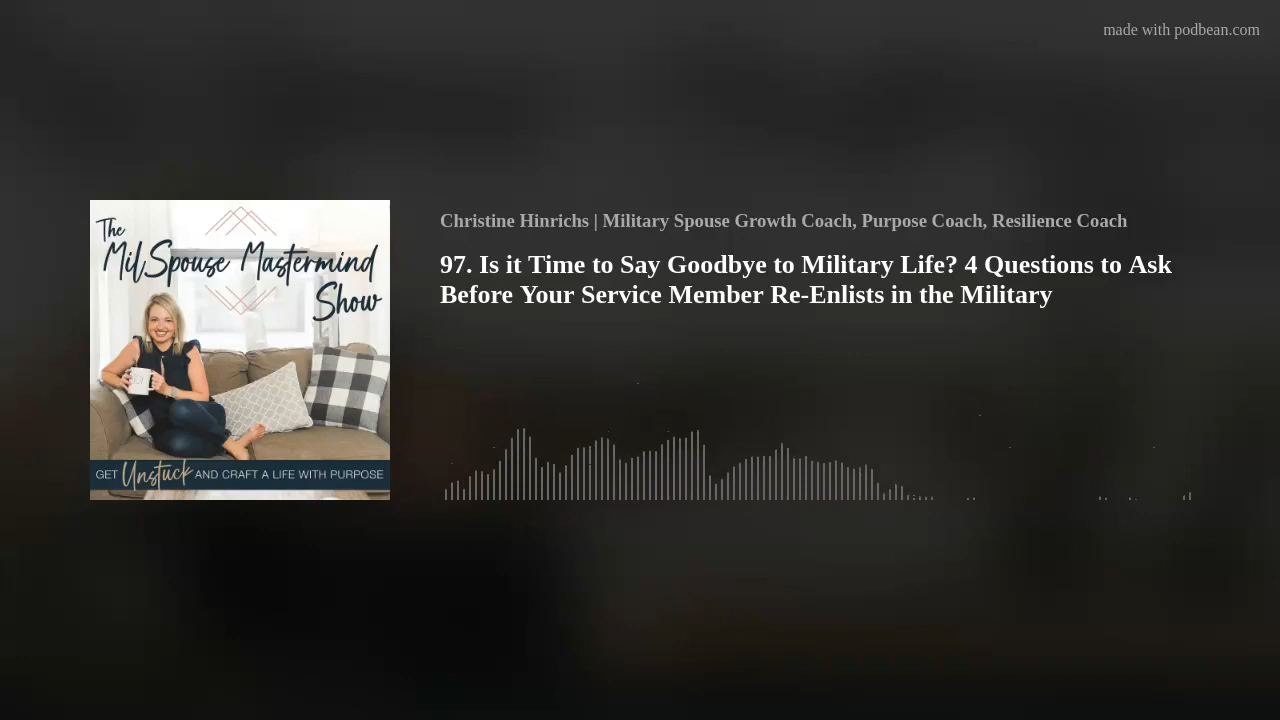 made with podbean.com
The
MilSpouse Mastermind
Show
GET Unstuck AND CRAFT A LIFE WITH PURPOSE
Christine Hinrichs | Military Spouse Growth Coach, Purpose Coach, Resilience Coach
97. Is it Time to Say Goodbye to Military Life? 4 Questions to Ask
Before Your Service Member Re-Enlists in the Military